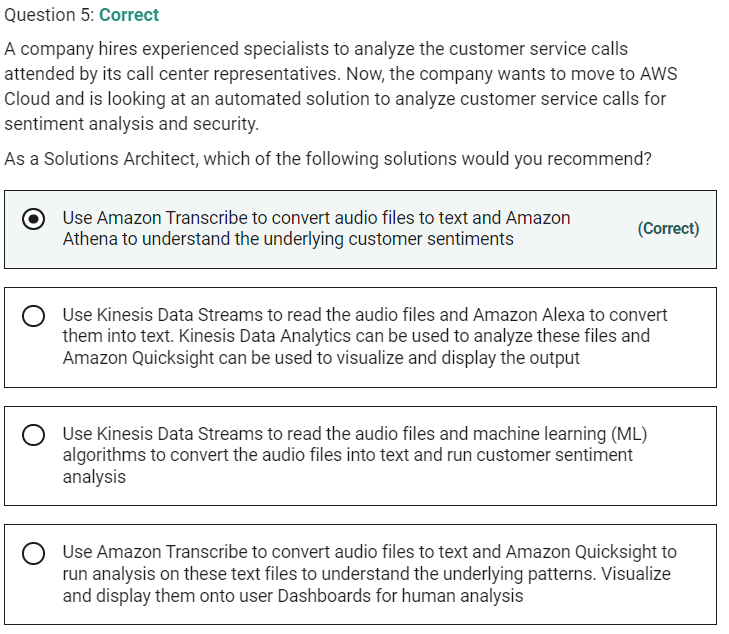 Question 5: Correct
A company hires experienced specialists to analyze the customer service calls
attended by its call center representatives. Now, the company wants to move to AWS
Cloud and is looking at an automated solution to analyze customer service calls for
sentiment analysis and security.
As a Solutions Architect, which of the following solutions would you recommend?
Use Amazon Transcribe to convert audio files to text and Amazon
Athena to understand the underlying customer sentiments
(Correct)
Use Kinesis Data Streams to read the audio files and Amazon Alexa to convert
them into text. Kinesis Data Analytics can be used to analyze these files and
Amazon Quicksight can be used to visualize and display the output
Use Kinesis Data Streams to read the audio files and machine learning (ML)
algorithms to convert the audio files into text and run customer sentiment
analysis
Use Amazon Transcribe to convert audio files to text and Amazon Quicksight to
run analysis on these text files to understand the underlying patterns. Visualize
and display them onto user Dashboards for human analysis